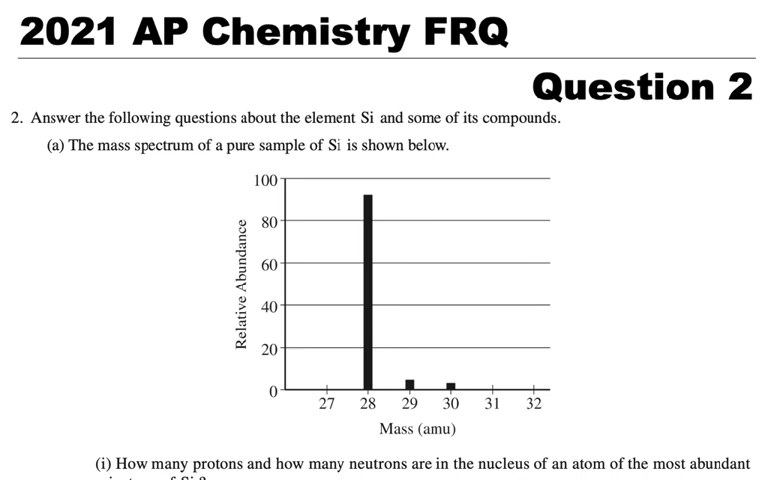 2021 AP Chemistry FRQ
Question 2
2. Answer the following questions about the element Si and some of its compounds.
(a) The mass spectrum of a pure sample of Si is shown below.
100
80
60
40
20
0
Relative Abundance
27 28 29 30 31 32
Mass (amu)
(i) How many protons and how many neutrons are in the nucleus of an atom of the most abundant